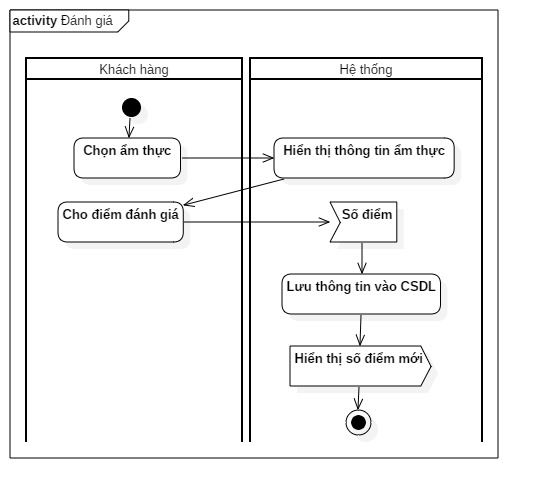 activity Đánh giá
Khách hàng
Hệ thống
Chọn ẩm thực
Hiển thị thông tin ẩm thực
Cho điểm đánh giá
Số điểm
Lưu thông tin vào CSDL
Hiển thị số điểm mới